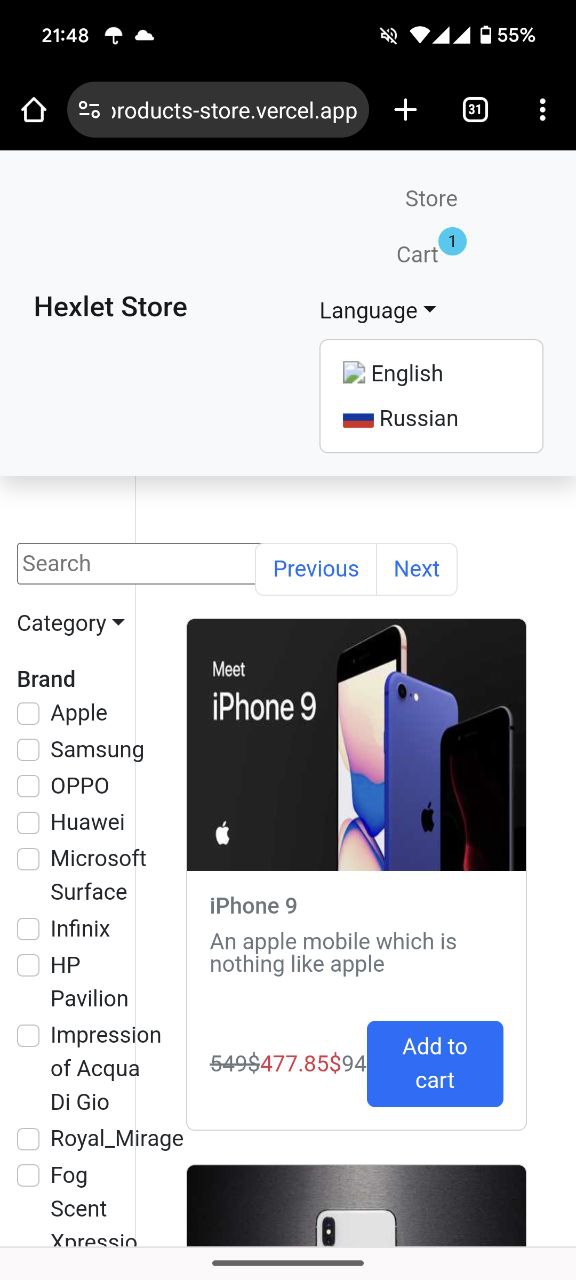 21:48 55%
products-store.vercel.app 31
Store
Cart 1
Hexlet Store
Language
English
Russian
Search
Previous Next
Category
Brand
Apple
Samsung
OPPO
Huawei
Microsoft
Surface
Infinix
HP
Pavilion
Impression
of Acqua
Di Gio
Royal_Mirage
Fog
Scent
Xpressio
Meet
iPhone 9
iPhone 9
An apple mobile which is
nothing like apple
549$477.85$94
Add to
cart